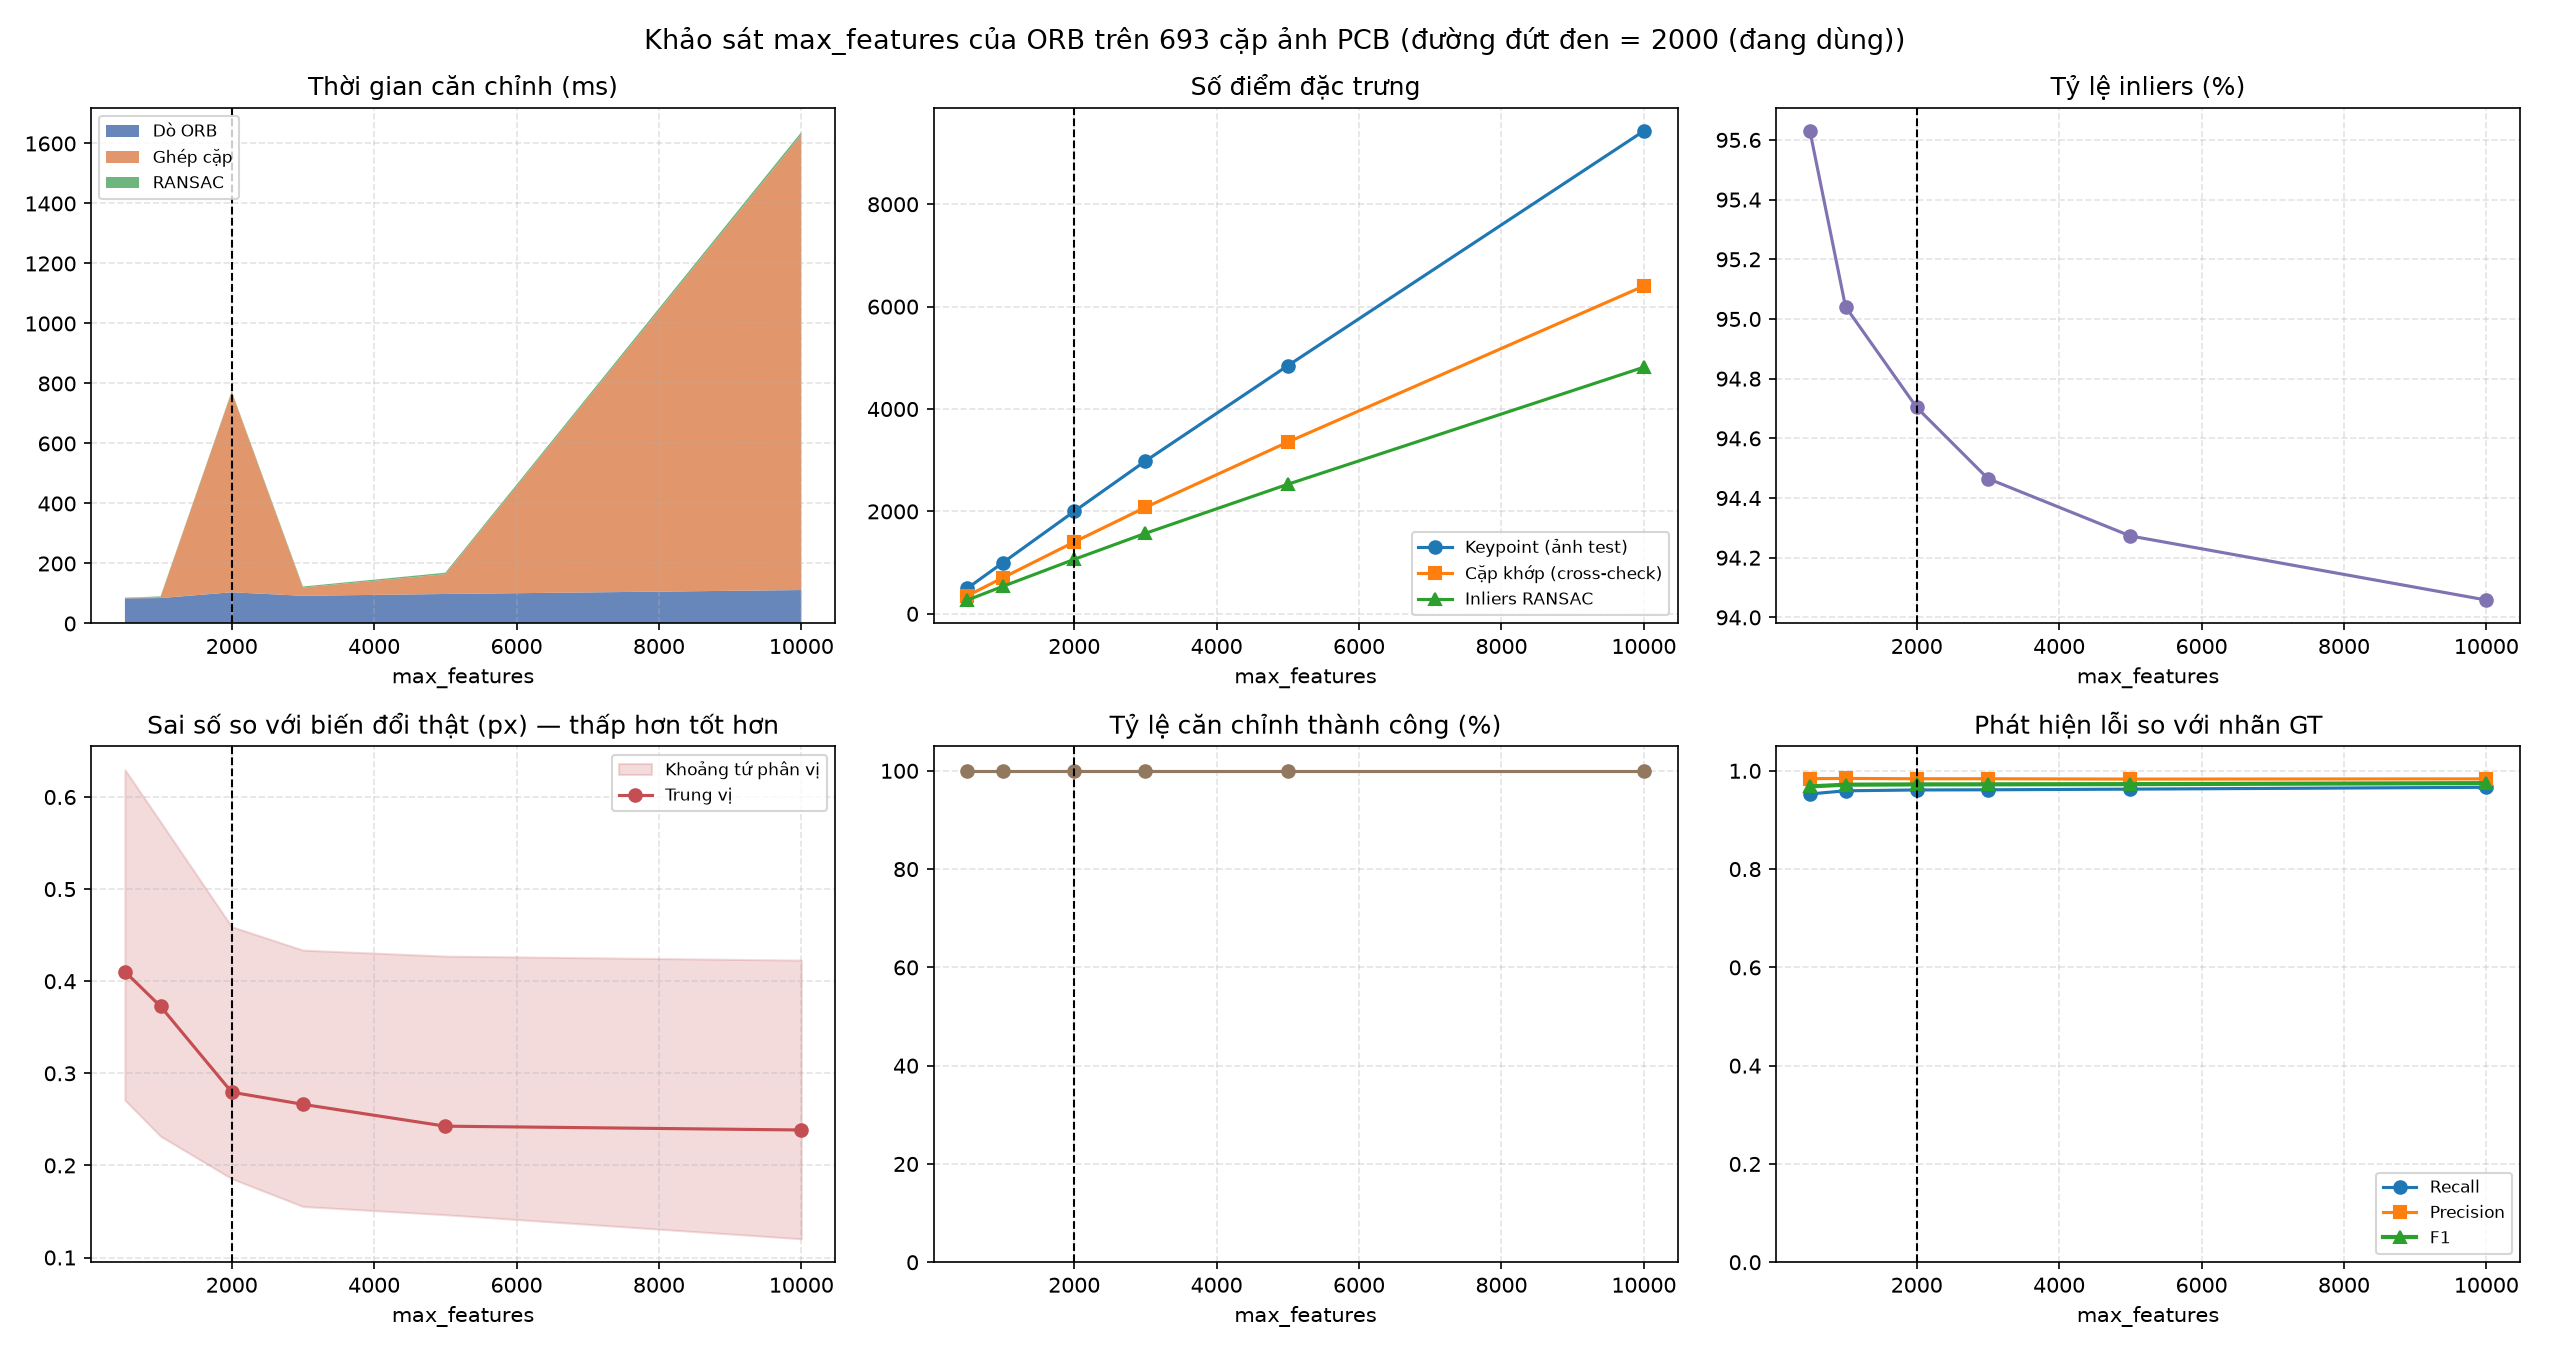 Khảo sát max_features của ORB trên 693 cặp ảnh PCB (đường đứt đen = 2000 (đang dùng))
Thời gian căn chỉnh (ms)
1600
1400
1200
1000
800
600
400
200
0
Dò ORB
Ghép cặp
RANSAC
2000
4000
6000
8000
10000
max_features
Số điểm đặc trưng
8000
6000
4000
2000
0
Keypoint (ảnh test)
Cặp khớp (cross-check)
Inliers RANSAC
2000
4000
6000
8000
10000
max_features
Tỷ lệ inliers (%)
95.6
95.4
95.2
95.0
94.8
94.6
94.4
94.2
94.0
2000
4000
6000
8000
10000
max_features
Sai số so với biến đổi thật (px) — thấp hơn tốt hơn
0.6
0.5
0.4
0.3
0.2
0.1
Khoảng tứ phân vị
Trung vị
2000
4000
6000
8000
10000
max_features
Tỷ lệ căn chỉnh thành công (%)
100
80
60
40
20
0
2000
4000
6000
8000
10000
max_features
Phát hiện lỗi so với nhãn GT
1.0
0.8
0.6
0.4
0.2
0.0
Recall
Precision
F1
2000
4000
6000
8000
10000
max_features